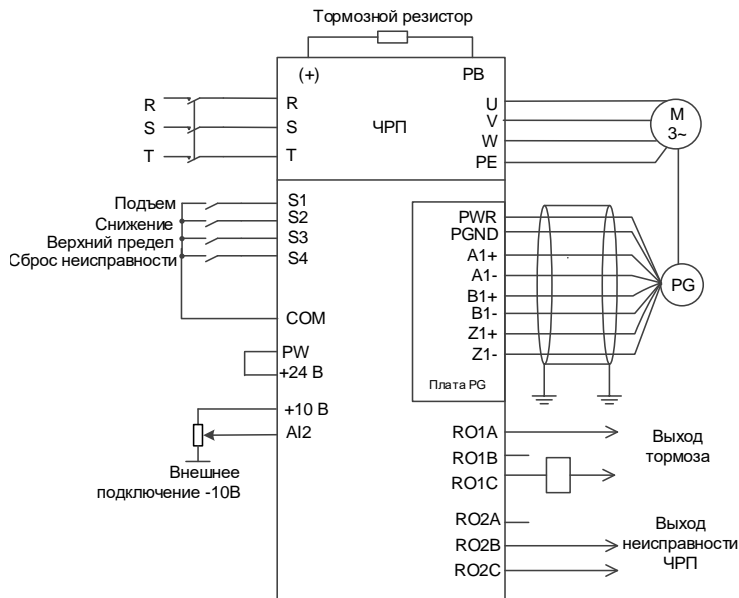 Тормозной резистор
(+)
PB
R
R
S
S
T
T
ЧРП
U
V
W
PE
M
3~
Подъем
S1
Снижение
S2
Верхний предел
S3
Сброс неисправности
S4
COM
PW
+24 В
+10 В
AI2
Внешнее
подключение -10В
PWR
PGND
A1+
A1-
B1+
B1-
Z1+
Z1-
Плата PG
PG
RO1A
RO1B
RO1C
Выход
тормоза
RO2A
RO2B
RO2C
Выход
неисправности
ЧРП